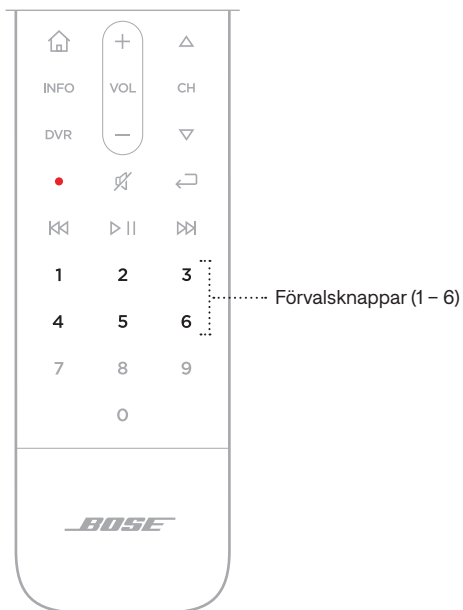 INFO VOL CH
DVR
1 2 3
Förvalsknappar (1 – 6)
4 5 6
7 8 9
0
BOSE